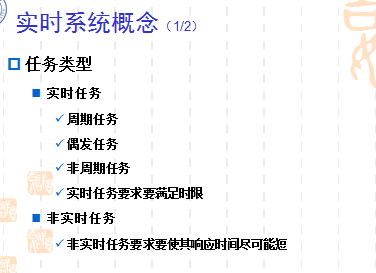 实时系统概念（1/2）
任务类型
实时任务
周期任务
偶发任务
非周期任务
实时任务要求要满足时限
非实时任务
非实时任务要求要使其响应时间尽可能短